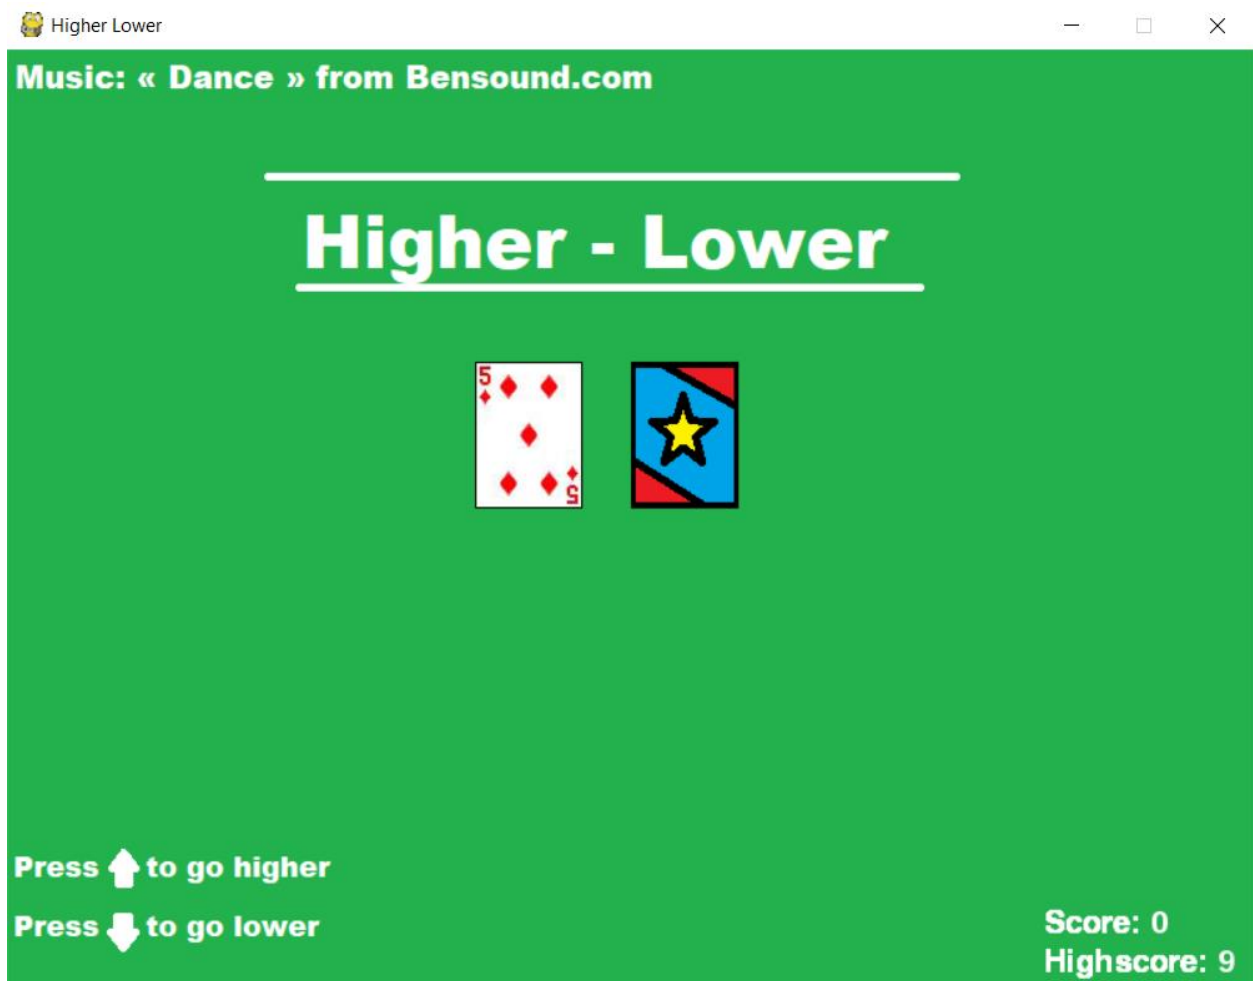 Higher Lower
Music: « Dance » from Bensound.com
Higher - Lower
5
5
Press to go higher
Press to go lower
Score: 0
Highscore: 9